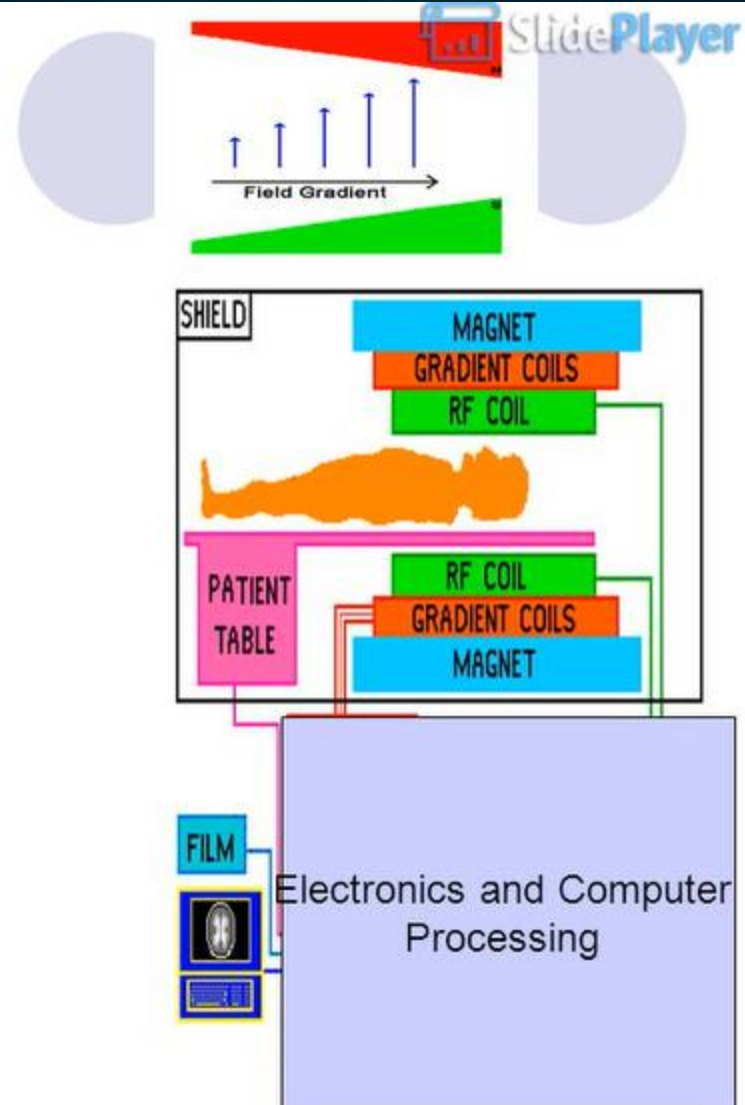 SlidePlayer
N
Field Gradient
S
SHIELD
MAGNET
GRADIENT COILS
RF COIL
RF COIL
PATIENT
TABLE
GRADIENT COILS
MAGNET
FILM
Electronics and Computer
Processing